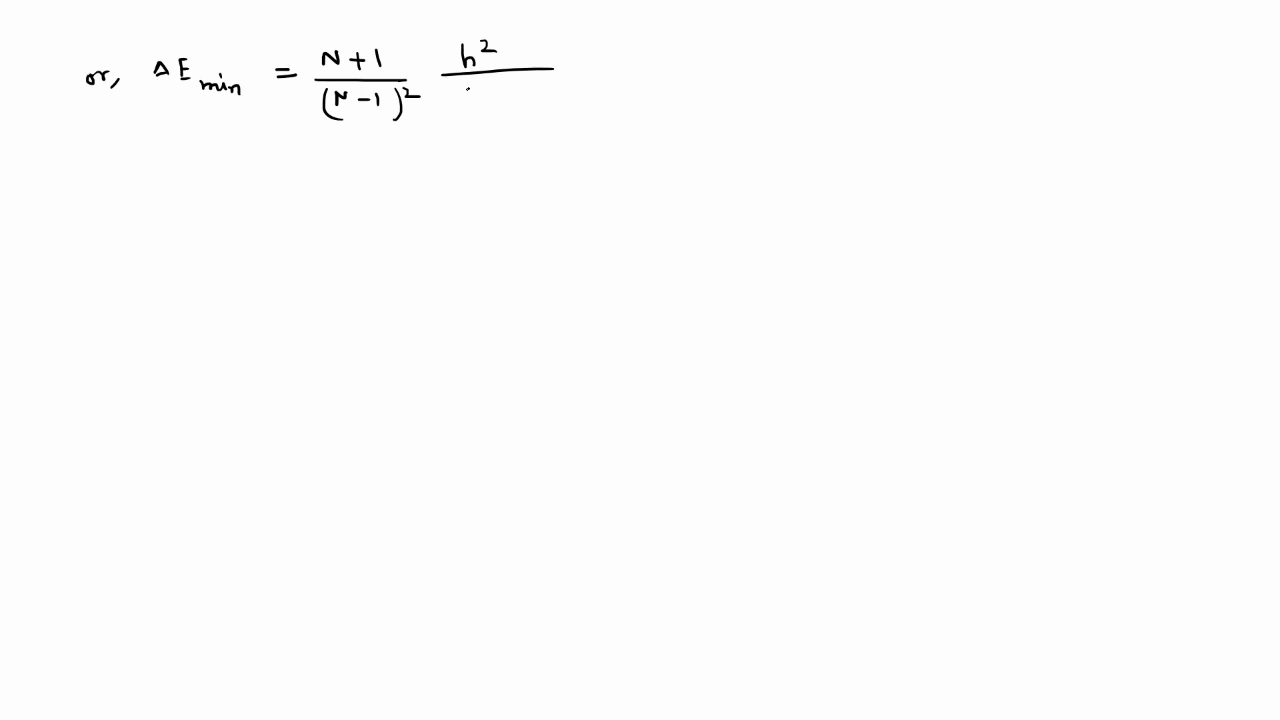 or, ΔE_min = (N+1)/(N-1)^2 h^2/